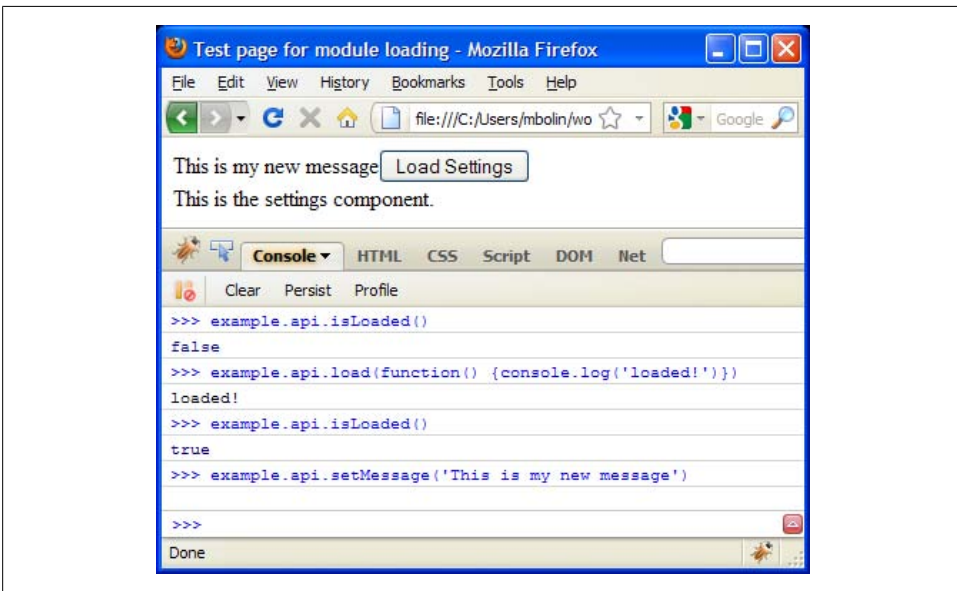 Test page for module loading - Mozilla Firefox
File Edit View History Bookmarks Tools Help
file:///C:/Users/mbolin/wo Google
This is my new message Load Settings
This is the settings component.
Console HTML CSS Script DOM Net
Clear Persist Profile
>>> example.api.isLoaded()
false
>>> example.api.load(function() {console.log('loaded!')})
loaded!
>>> example.api.isLoaded()
true
>>> example.api.setMessage('This is my new message')
>>>
Done